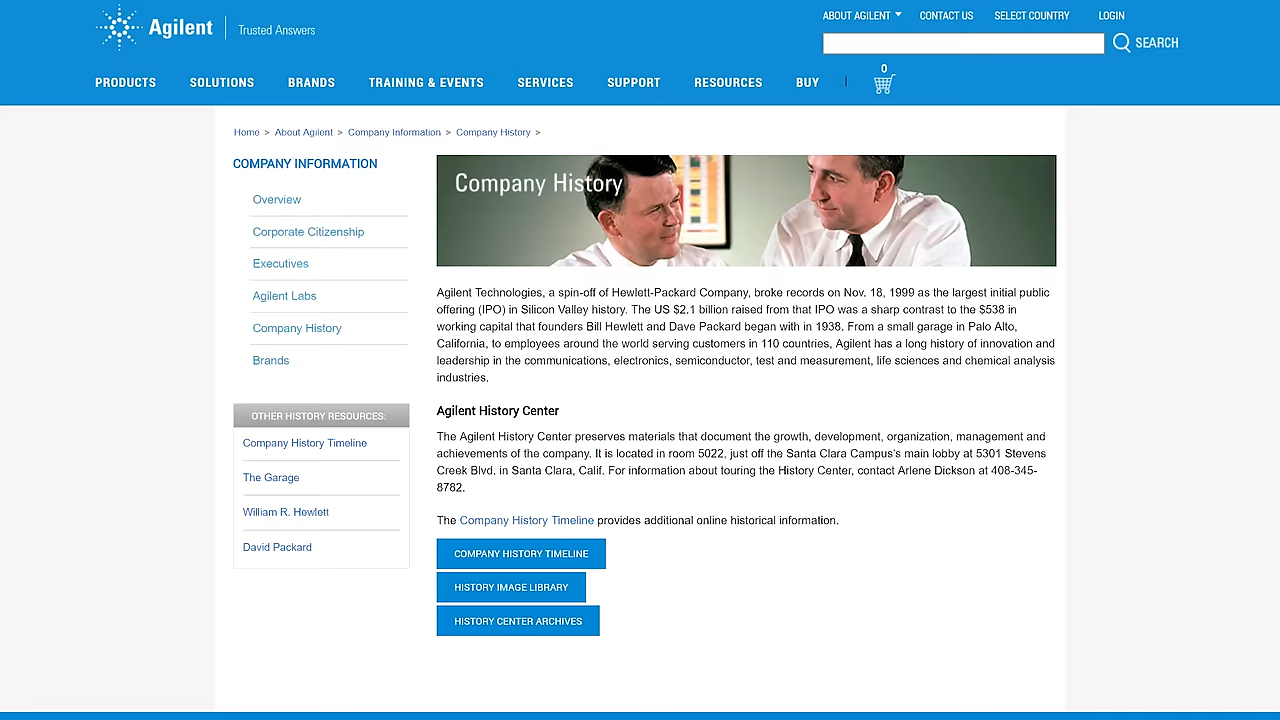 Agilent | Trusted Answers
ABOUT AGILENT CONTACT US SELECT COUNTRY LOGIN
SEARCH
PRODUCTS SOLUTIONS BRANDS TRAINING & EVENTS SERVICES SUPPORT RESOURCES BUY | 0
Home > About Agilent > Company Information > Company History >
COMPANY INFORMATION
Overview
Corporate Citizenship
Executives
Agilent Labs
Company History
Brands
OTHER HISTORY RESOURCES:
Company History Timeline
The Garage
William R. Hewlett
David Packard
Company History
Agilent Technologies, a spin-off of Hewlett-Packard Company, broke records on Nov. 18, 1999 as the largest initial public
offering (IPO) in Silicon Valley history. The US $2.1 billion raised from that IPO was a sharp contrast to the $538 in
working capital that founders Bill Hewlett and Dave Packard began with in 1938. From a small garage in Palo Alto,
California, to employees around the world serving customers in 110 countries, Agilent has a long history of innovation and
leadership in the communications, electronics, semiconductor, test and measurement, life sciences and chemical analysis
industries.
Agilent History Center
The Agilent History Center preserves materials that document the growth, development, organization, management and
achievements of the company. It is located in room 5022, just off the Santa Clara Campus's main lobby at 5301 Stevens
Creek Blvd. in Santa Clara, Calif. For information about touring the History Center, contact Arlene Dickson at 408-345-
8782.
The Company History Timeline provides additional online historical information.
COMPANY HISTORY TIMELINE
HISTORY IMAGE LIBRARY
HISTORY CENTER ARCHIVES